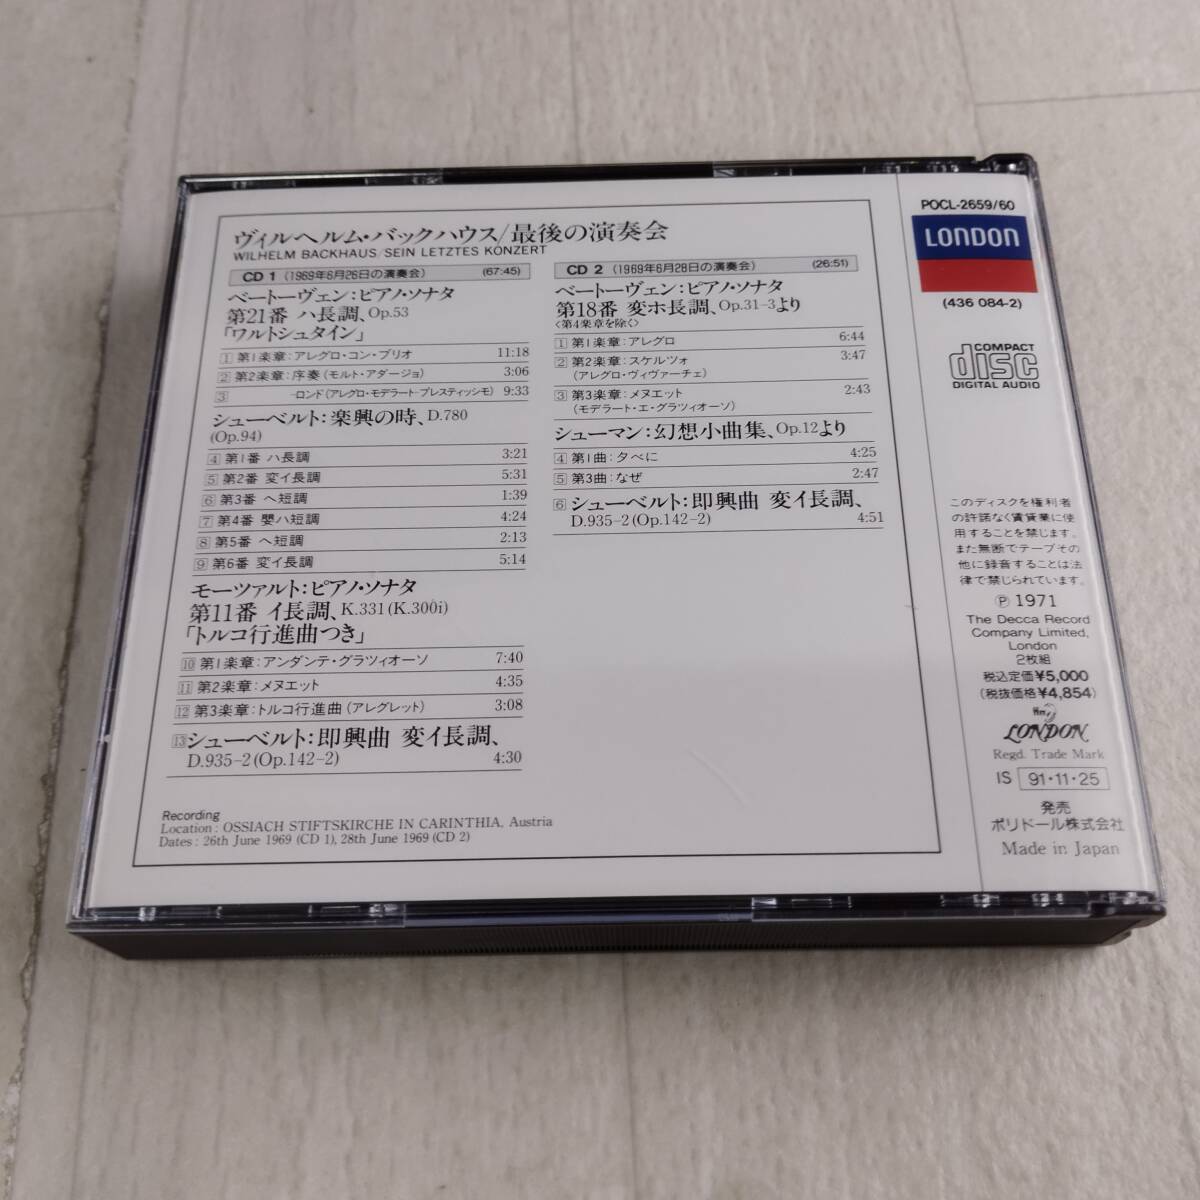 ヴィルヘルム・バックハウス/最後の演奏会
WILHELM BACKHAUS/SEIN LETZTES KONZERT
CD 1 (1969年6月26日の演奏会) (67:45)
ベートーヴェン:ピアノ・ソナタ
第21番 ハ長調、Op.53
「ワルトシュタイン」
1 第1楽章:アレグロ・コン・ブリオ 11:18
2 第2楽章:序奏(モルト・アダージョ) 3:06
3 -ロンド(アレグロ・モデラート-プレスティッシモ) 9:33
シューベルト:楽興の時、D.780
(Op.94)
4 第1番 ハ長調 3:21
5 第2番 変イ長調 5:31
6 第3番 ヘ短調 1:39
7 第4番 嬰ハ短調 4:24
8 第5番 ヘ短調 2:13
9 第6番 変イ長調 5:14
モーツァルト:ピアノ・ソナタ
第11番 イ長調、K.331(K.300i)
「トルコ行進曲つき」
10 第1楽章:アンダンテ・グラツィオーソ 7:40
11 第2楽章:メヌエット 4:35
12 第3楽章:トルコ行進曲(アレグレット) 3:08
13 シューベルト:即興曲 変イ長調、
D.935-2(Op.142-2) 4:30
CD 2 (1969年6月28日の演奏会) (26:51)
ベートーヴェン:ピアノ・ソナタ
第18番 変ホ長調、Op.31-3より
〈第4楽章を除く〉
1 第1楽章:アレグロ 6:44
2 第2楽章:スケルツォ 3:47
(アレグロ・ヴィヴァーチェ)
3 第3楽章:メヌエット 2:43
(モデラート・エ・グラツィオーソ)
シューマン:幻想小曲集、Op.12より
4 第1曲:夕べに 4:25
5 第3曲:なぜ 2:47
6 シューベルト:即興曲 変イ長調、
D.935-2(Op.142-2) 4:51
Recording
Location : OSSIACH STIFTSKIRCHE IN CARINTHIA, Austria
Dates : 26th June 1969 (CD 1), 28th June 1969 (CD 2)
POCL-2659/60
LONDON
(436 084-2)
COMPACT
disc
DIGITAL AUDIO
このディスクを権利者
の許諾なく賃貸業に使
用することを禁じます。
また無断でテープその
他に録音することは法
律で禁じられています。
Ⓟ 1971
The Decca Record
Company Limited,
London
2枚組
税込定価¥5,000
(税抜価格¥4,854)
LONDON
Regd. Trade Mark
IS 91・11・25
発売
ポリドール株式会社
Made in Japan